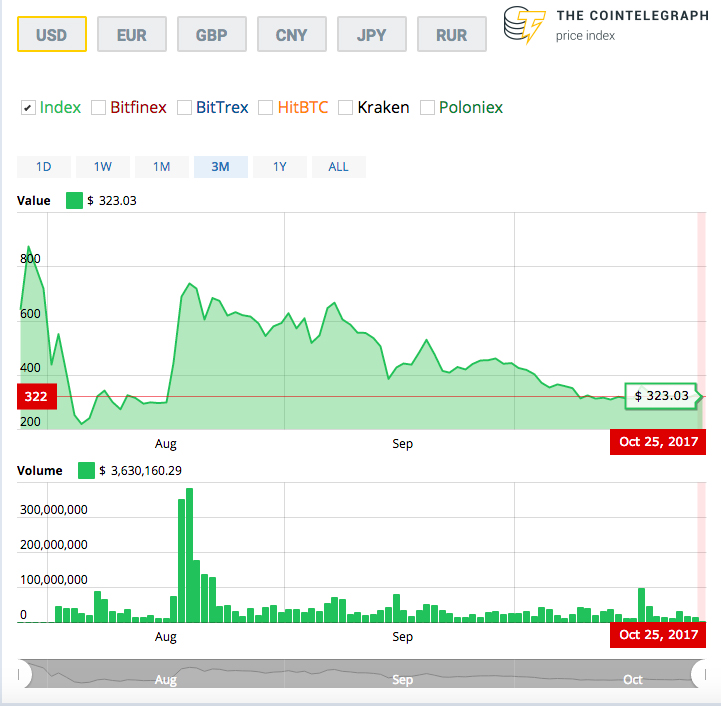 USD EUR GBP CNY JPY RUR
THE COINTELEGRAPH
price index
Index Bitfinex BitTrex HitBTC Kraken Poloniex
1D 1W 1M 3M 1Y ALL
Value $ 323.03
800
600
400
322 $ 323.03
200
Aug Sep Oct 25, 2017
Volume $ 3,630,160.29
300,000,000
200,000,000
100,000,000
0
Aug Sep Oct 25, 2017
Aug Sep Oct